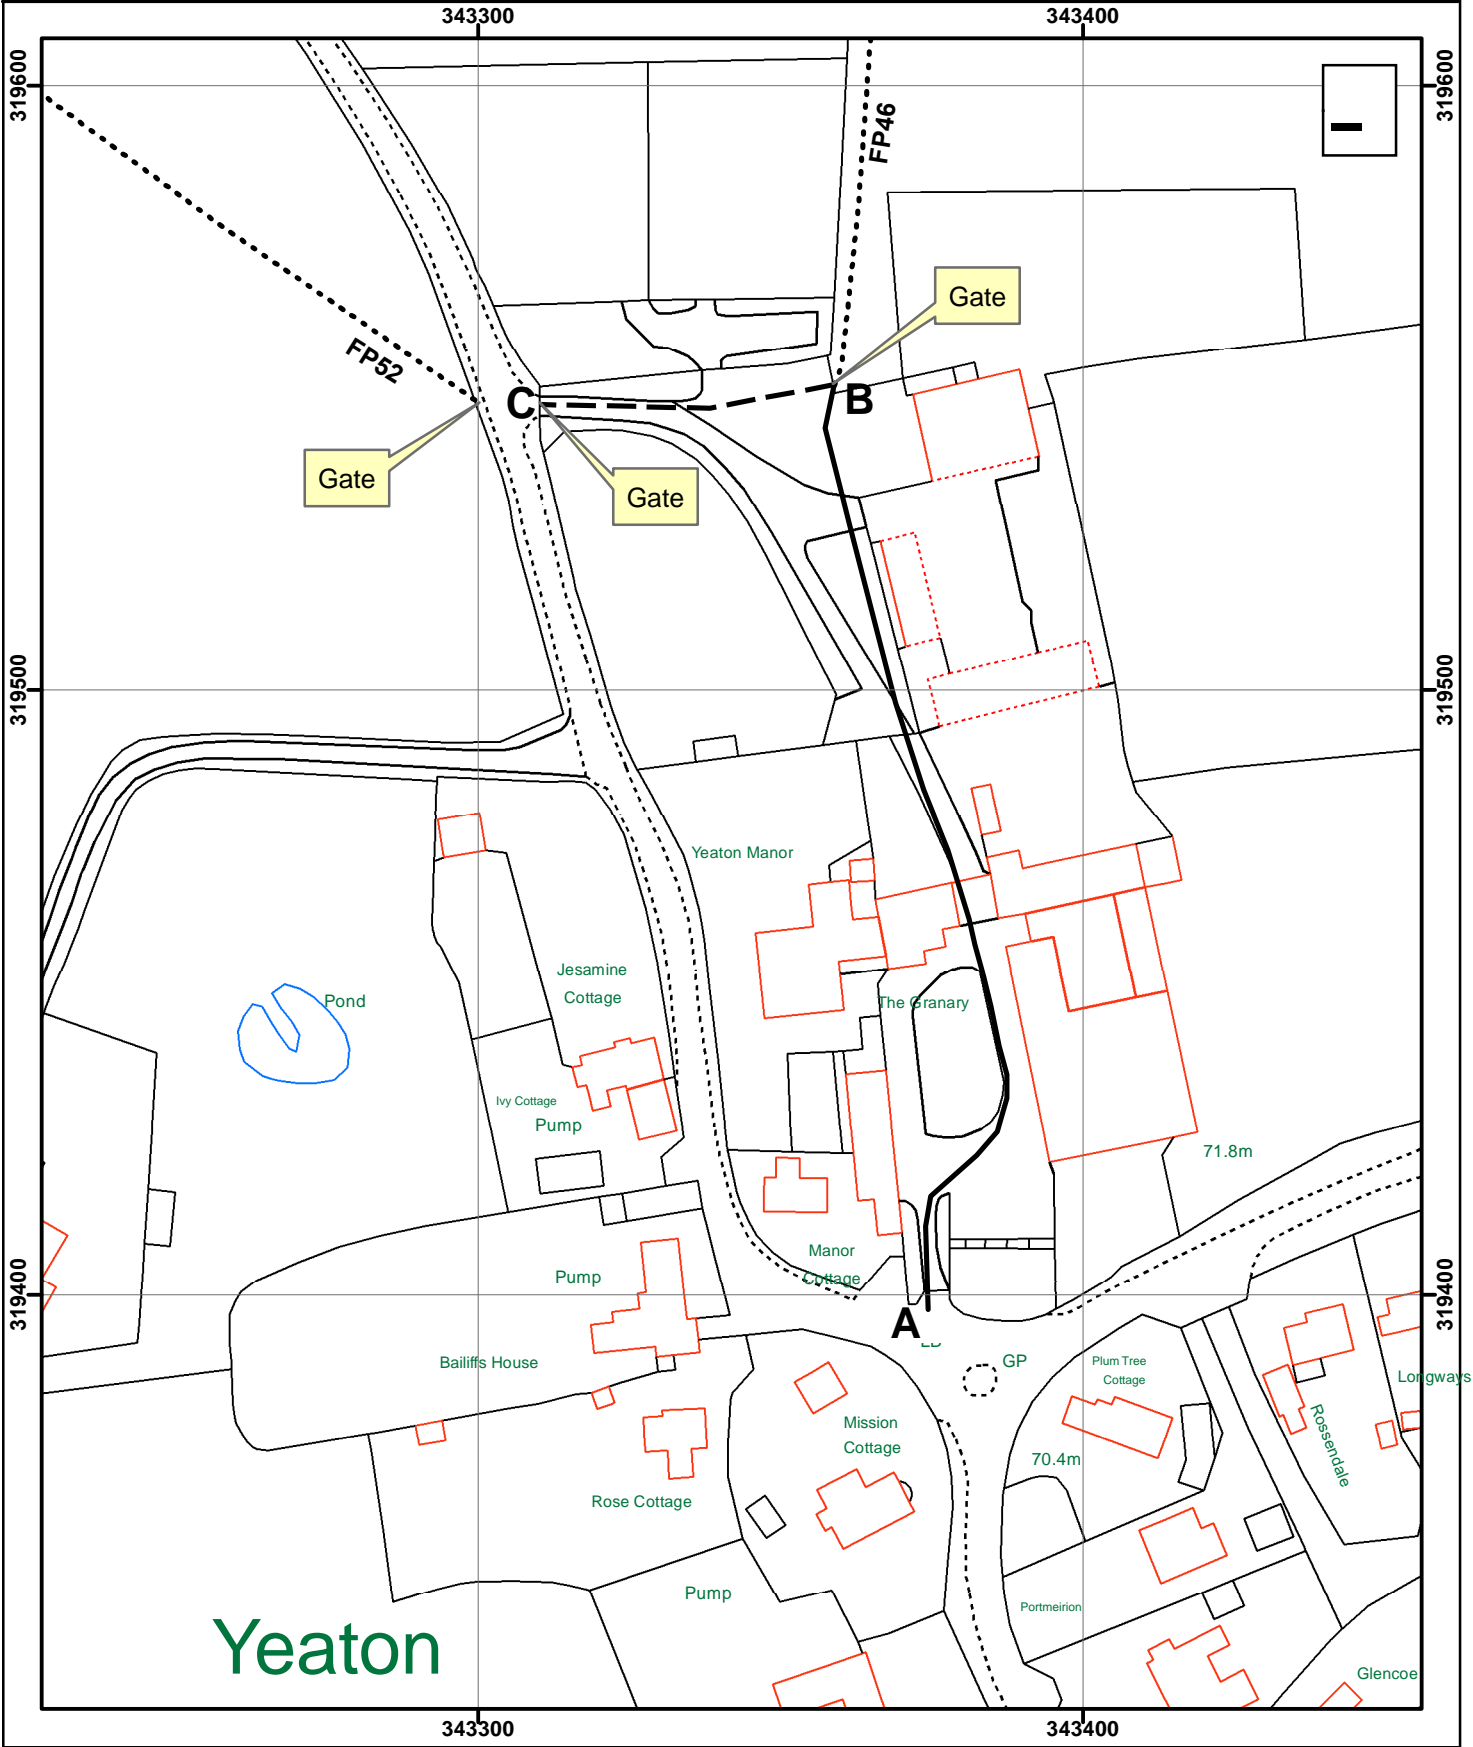 343300
343400
319600
319600
FP46
Gate
FP52
C
B
Gate
Gate
319500
319500
Yeaton Manor
Jesamine
Cottage
Pond
The Granary
Ivy Cottage
Pump
71.8m
Manor
Cottage
Pump
319400
319400
A
GP
Bailiffs House
Plum Tree
Cottage
Longways
Mission
Cottage
Rossendale
70.4m
Rose Cottage
Pump
Portmeirion
Yeaton
Glencoe
343300
343400